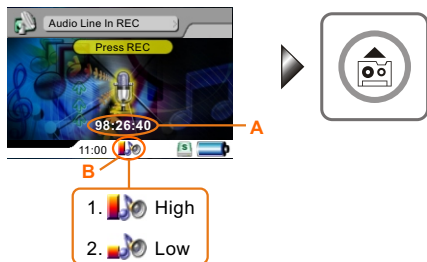 Audio Line In REC
Press REC
98:26:40
A
11:00
S
B
1. High
2. Low